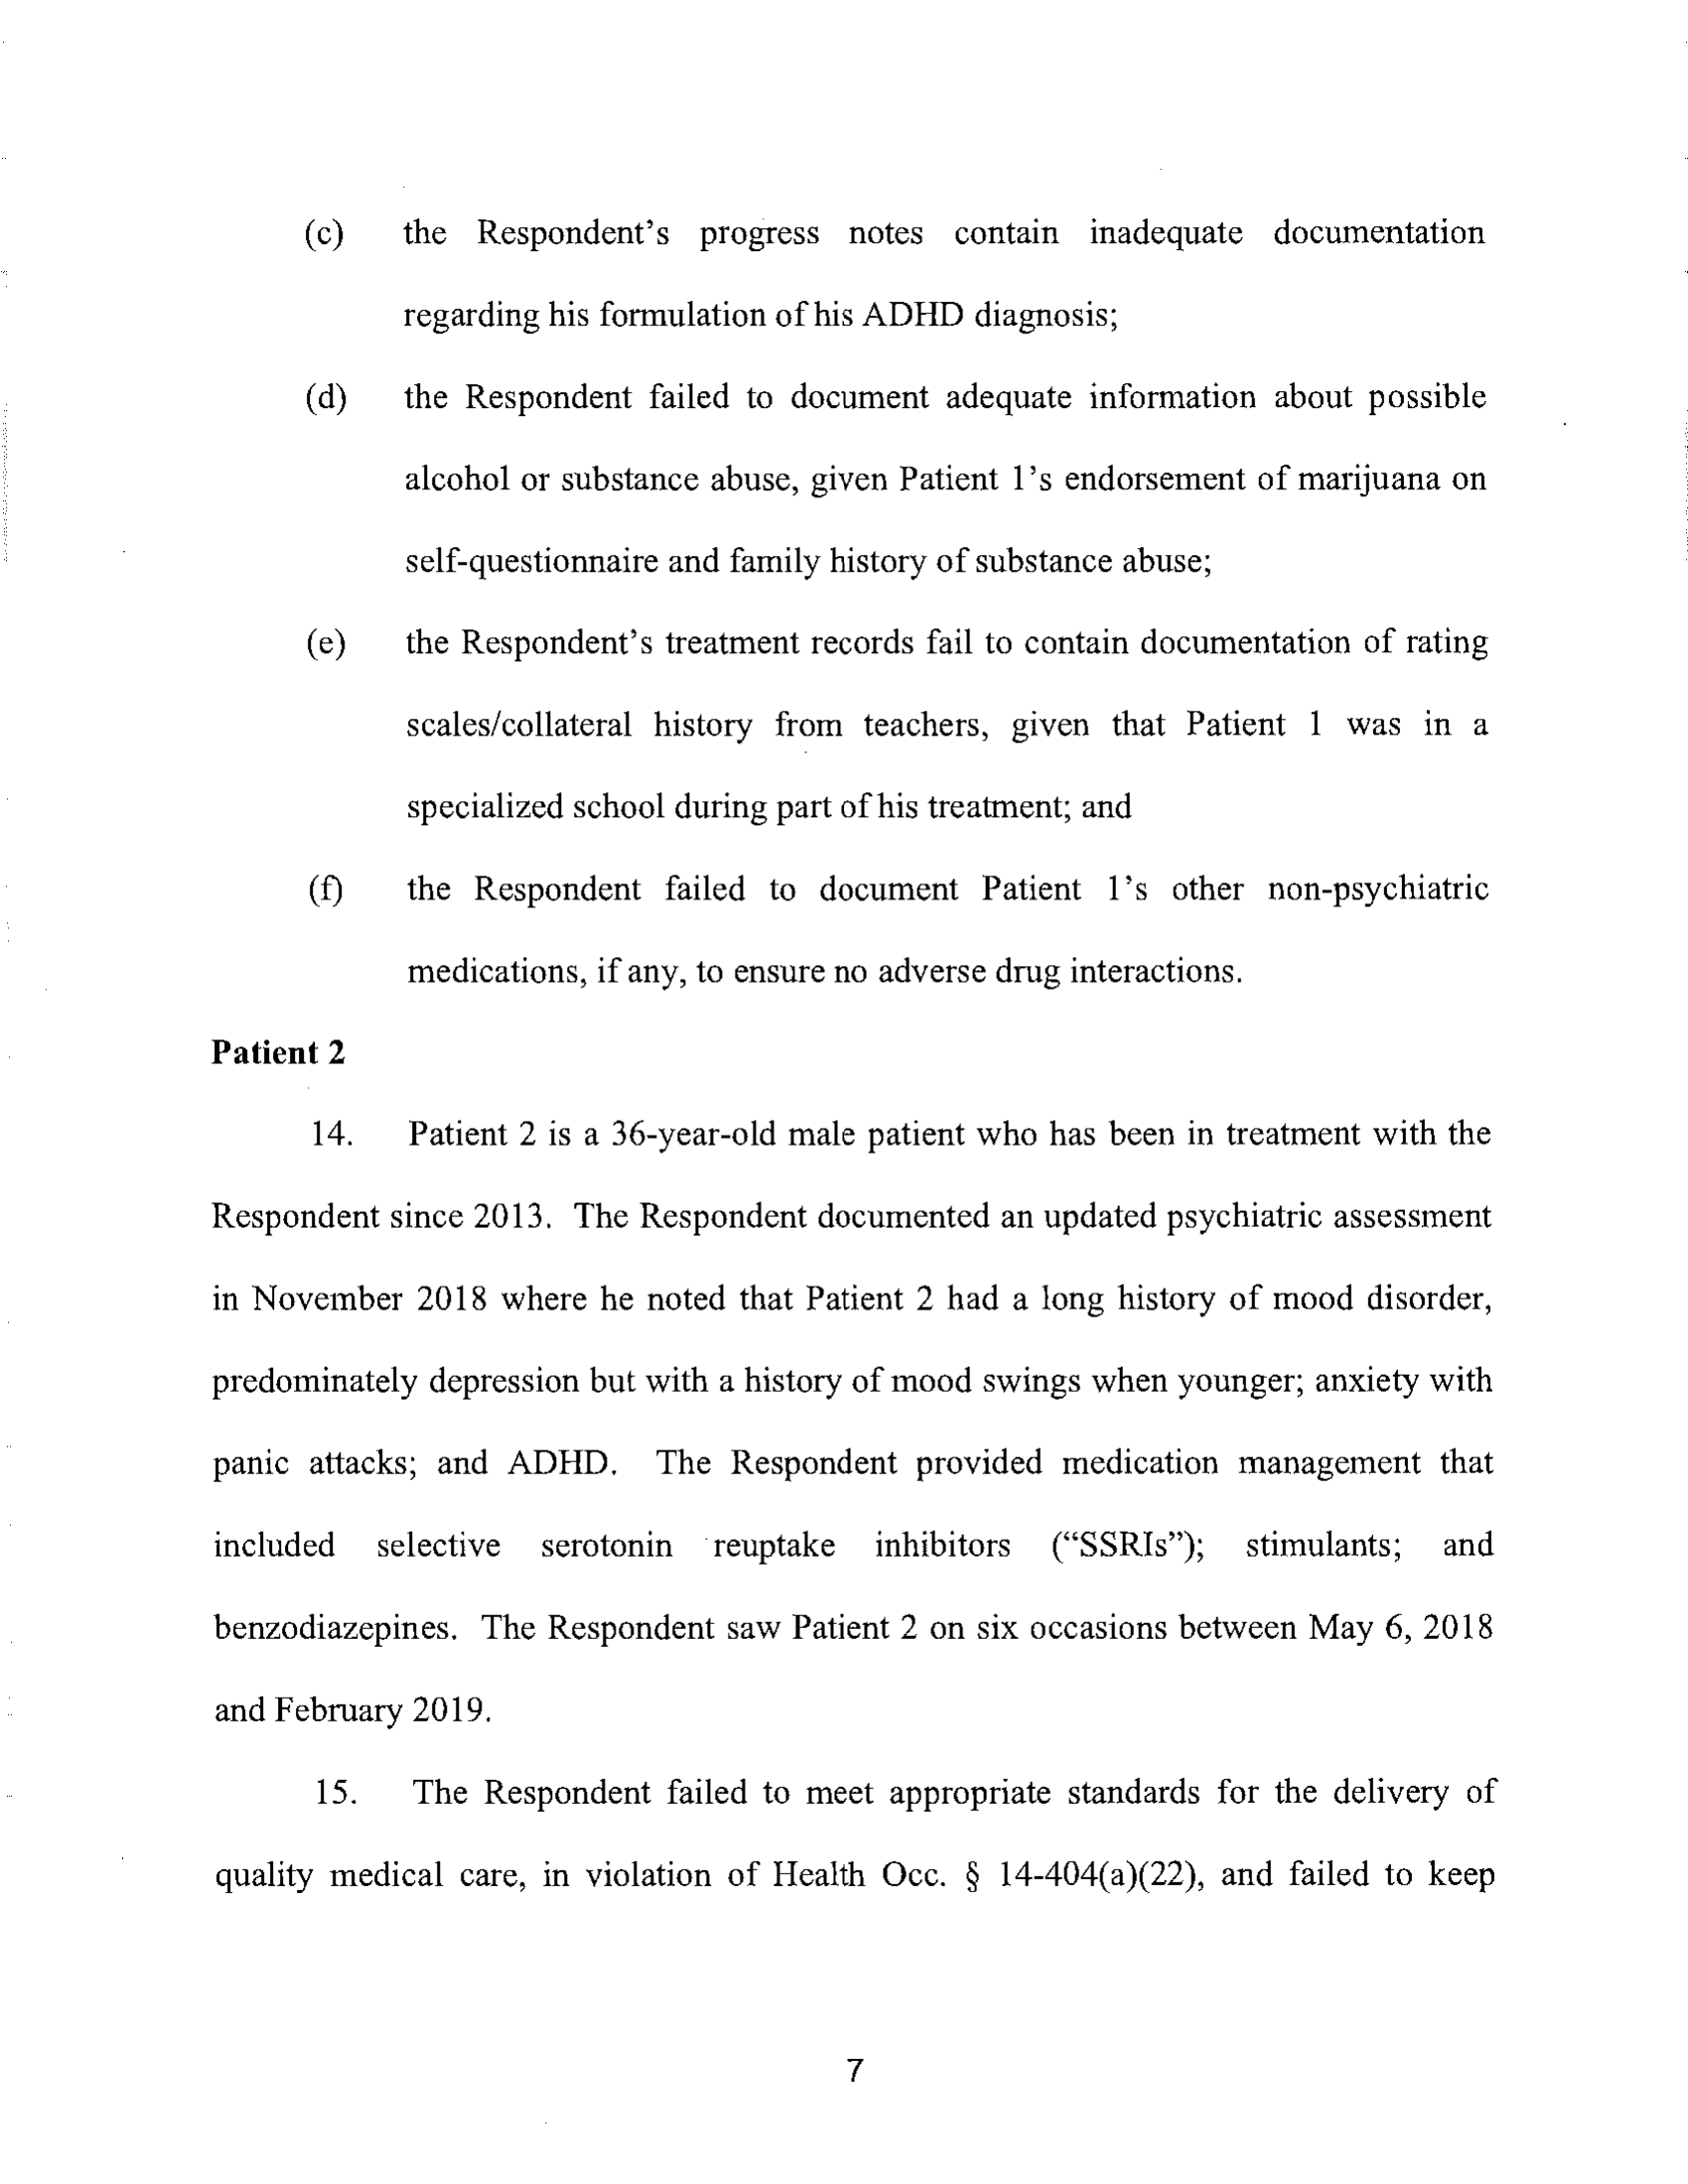 (c) the Respondent's progress notes contain inadequate documentation
regarding his formulation of his ADHD diagnosis;
(d) the Respondent failed to document adequate information about possible
alcohol or substance abuse, given Patient 1's endorsement of marijuana on
self-questionnaire and family history of substance abuse;
(e) the Respondent's treatment records fail to contain documentation of rating
scales/collateral history from teachers, given that Patient 1 was in a
specialized school during part of his treatment; and
(f) the Respondent failed to document Patient 1's other non-psychiatric
medications, if any, to ensure no adverse drug interactions.
Patient 2
14. Patient 2 is a 36-year-old male patient who has been in treatment with the
Respondent since 2013. The Respondent documented an updated psychiatric assessment
in November 2018 where he noted that Patient 2 had a long history of mood disorder,
predominately depression but with a history of mood swings when younger; anxiety with
panic attacks; and ADHD. The Respondent provided medication management that
included selective serotonin reuptake inhibitors ("SSRIs"); stimulants; and
benzodiazepines. The Respondent saw Patient 2 on six occasions between May 6, 2018
and February 2019.
15. The Respondent failed to meet appropriate standards for the delivery of
quality medical care, in violation of Health Occ. § 14-404(a)(22), and failed to keep
7